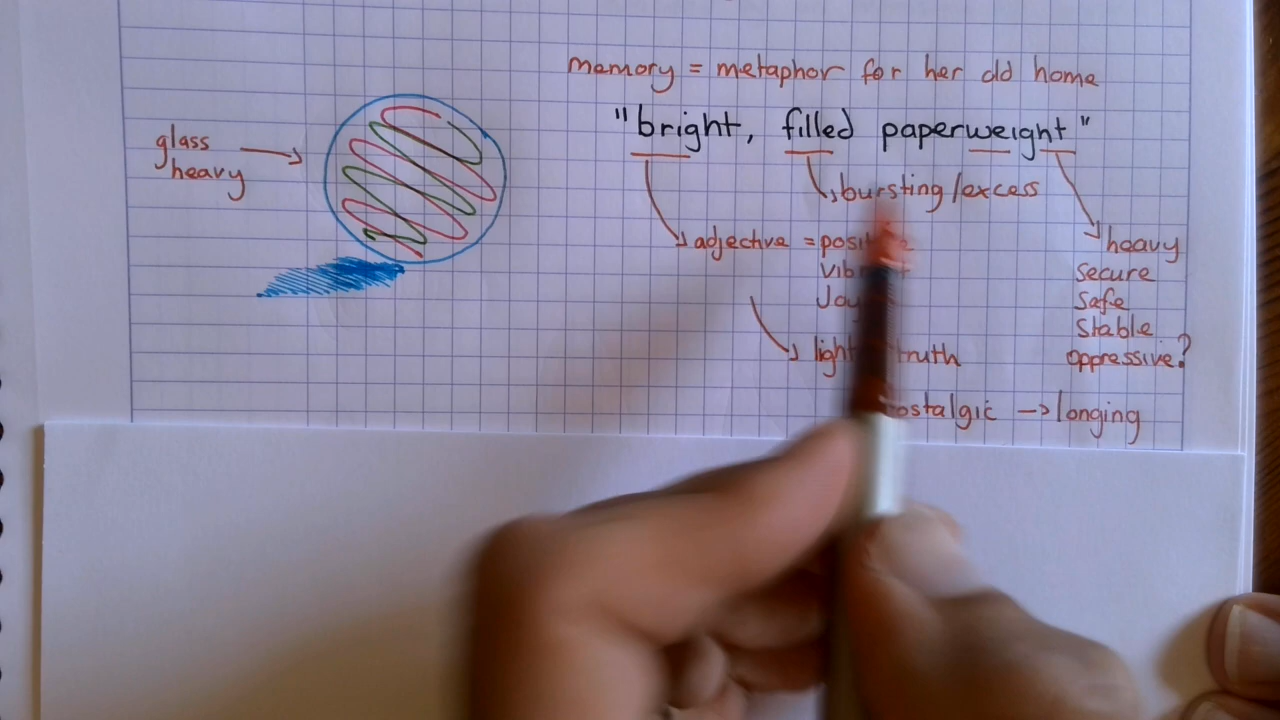 memory = metaphor for her old home
"bright, filled paperweight"
glass
heavy
bursting/excess
adjective =
light truth
heavy
secure
safe
stable
oppressive?
→ longing